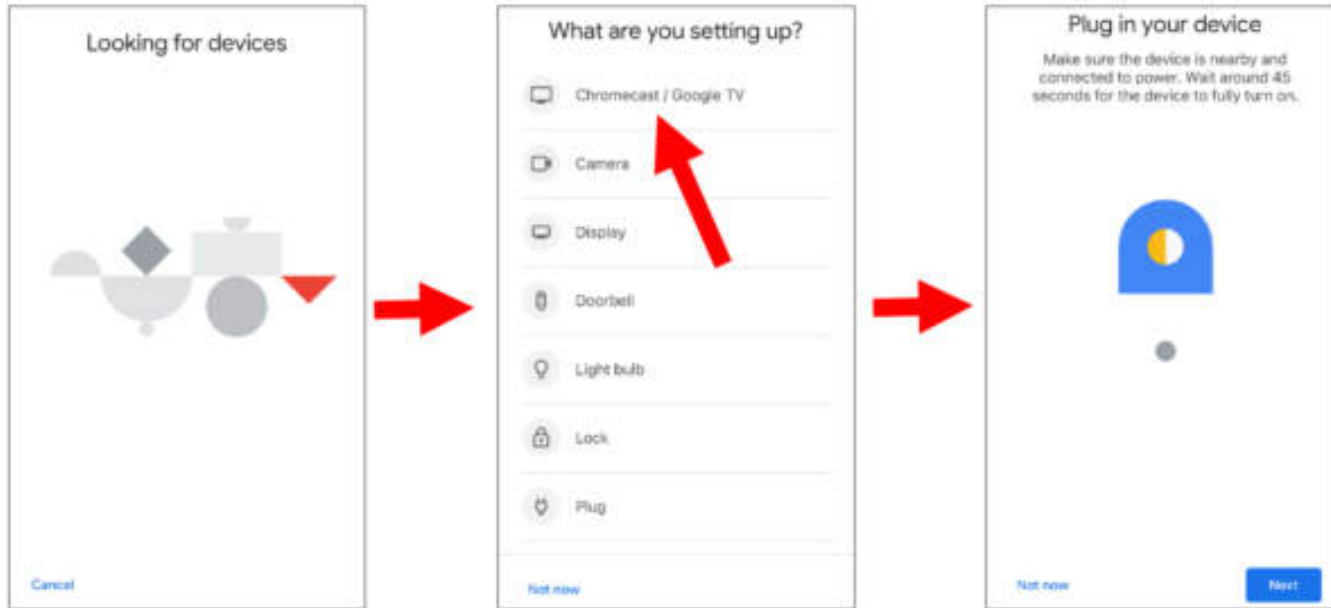 Looking for devices
Cancel
What are you setting up?
Chromecast / Google TV
Camera
Display
Doorbell
Light bulb
Lock
Plug
Not now
Plug in your device
Make sure the device is nearby and
connected to power. Wait around 45
seconds for the device to fully turn on.
Not now
Next